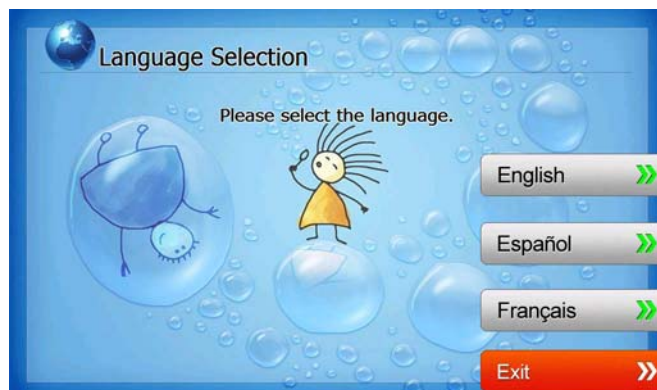 Language Selection
Please select the language.
English
Español
Français
Exit